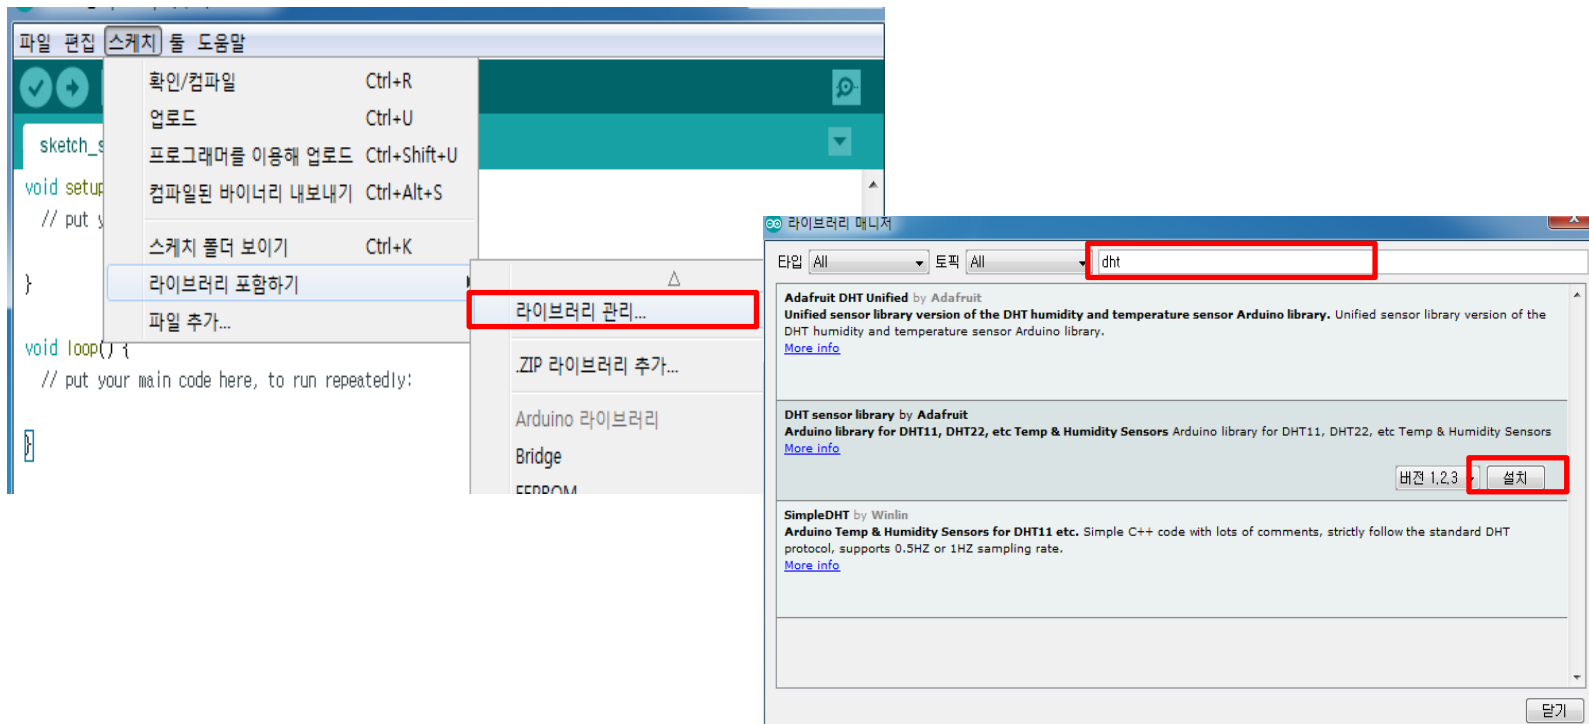 파일 편집 스케치 툴 도움말
확인/컴파일 Ctrl+R
업로드 Ctrl+U
프로그래머를 이용해 업로드 Ctrl+Shift+U
컴파일된 바이너리 내보내기 Ctrl+Alt+S
스케치 폴더 보이기 Ctrl+K
라이브러리 포함하기
파일 추가...
sketch_s
void setup
// put y
}
void loop() {
// put your main code here, to run repeatedly:
}
라이브러리 관리...
.ZIP 라이브러리 추가...
Arduino 라이브러리
Bridge
EEPROM
라이브러리 매니저
타입 All 토픽 All dht
Adafruit DHT Unified by Adafruit
Unified sensor library version of the DHT humidity and temperature sensor Arduino library. Unified sensor library version of the
DHT humidity and temperature sensor Arduino library.
More info
DHT sensor library by Adafruit
Arduino library for DHT11, DHT22, etc Temp & Humidity Sensors Arduino library for DHT11, DHT22, etc Temp & Humidity Sensors
More info
버전 1,2,3 설치
SimpleDHT by Winlin
Arduino Temp & Humidity Sensors for DHT11 etc. Simple C++ code with lots of comments, strictly follow the standard DHT
protocol, supports 0.5HZ or 1HZ sampling rate.
More info
닫기